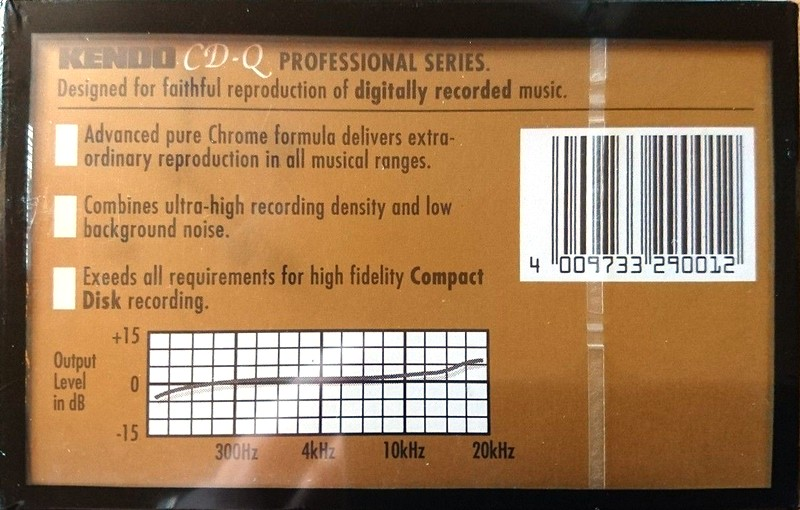 KENDO CD-Q PROFESSIONAL SERIES.
Designed for faithful reproduction of digitally recorded music.
Advanced pure Chrome formula delivers extra-
ordinary reproduction in all musical ranges.
Combines ultra-high recording density and low
background noise.
Exceeds all requirements for high fidelity Compact
Disk recording.
4 009733 290012
+15
Output
Level
in dB
0
-15
300Hz 4kHz 10kHz 20kHz